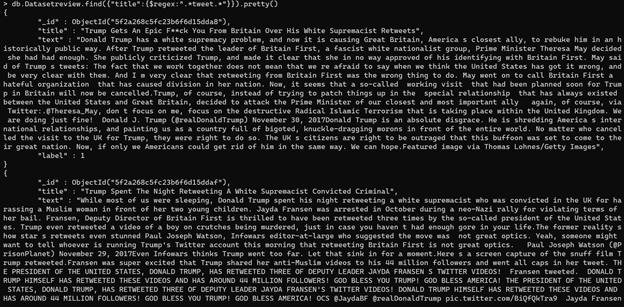 > db.Datasetreview.find({"title":{$regex:".*tweet.*"}}).pretty()
{
"_id" : ObjectId("5f2a268c5fc23b6f6d15dda8"),
"title" : "Trump Gets An Epic F**ck You From Britain Over His White Supremacist Retweets",
"text" : "Donald Trump has a white supremacy problem, and now it is causing Great Britain, America s closest ally, to rebuke him in an h
istorically public way. After Trump retweeted the leader of Britain First, a fascist white nationalist group, Prime Minister Theresa May decided
she had had enough. She publicly criticized Trump, and made it clear that she in no way approved of his identifying with Britain First. May sai
d of Trump s tweets: The fact that we work together does not mean that we re afraid to say when we think the United States has got it wrong, and
be very clear with them. And I m very clear that retweeting from Britain First was the wrong thing to do. May went on to call Britain First a
hateful organization  that has caused division in her nation. Now, it seems that a so-called  working visit  that had been planned soon for Trum
p in Britain will now be cancelled.Trump, of course, instead of trying to patch things up in the  special relationship  that has always existed
between the United States and Great Britain, decided to attack the Prime Minister of our closest and most important ally   again, of course, via
Twitter:.@Theresa_May, don t focus on me, focus on the destructive Radical Islamic Terrorism that is taking place within the United Kingdom. We
are doing just fine!  Donald J. Trump (@realDonaldTrump) November 30, 2017Donald Trump is an absolute disgrace. He is shredding America s inter
national relationships, and painting us as a country full of bigoted, knuckle-dragging morons in front of the entire world. No matter who cancel
led the visit to the UK for Trump, they were right to do so. The U K s citizens are right to be outraged that this buffoon was set to come to the
ir great nation. Now, if only we Americans could get rid of him in the same way. We can hope.Featured image via Thomas Lohnes/Getty Images",
"label" : 1
}
{
"_id" : ObjectId("5f2a268c5fc23b6f6d15ddaf"),
"title" : "Trump Spent The Night Retweeting A White Supremacist Convicted Criminal",
"text" : "While most of us were sleeping, Donald Trump spent his night retweeting a white supremacist who was convicted in the UK for ha
rassing a Muslim woman in front of her two young children. Jayda Fransen was arrested in October during a neo-Nazi rally for violating terms of
her bail. Fransen, Deputy Director of Britain First is thrilled to have been retweeted three times by the so-called president of the United Stat
es. Trump even retweeted a video of a boy on crutches being murdered, just in case you haven t had enough gore in your life.The former reality s
how star s retweets even stunned Paul Joseph Watson, Infowars editor-at-large who suggested the move was  not great optics. Yeah, someone might
want to tell whoever is running Trump's Twitter account this morning that retweeting Britain First is not great optics.   Paul Joseph Watson (@P
risonPlanet) November 29, 2017Even Infowars thinks Trump went too far. Let that sink in for a moment.Here s a screen capture of the snuff film T
rump retweeted.Fransen was super excited that Trump shared her anti-Muslim videos to his 44 million followers and went all caps in her tweet.  TH
E PRESIDENT OF THE UNITED STATES, DONALD TRUMP, HAS RETWEETED THREE OF DEPUTY LEADER JAYDA FRANSEN S TWITTER VIDEOS!  Fransen tweeted.  DONALD T
RUMP HIMSELF HAS RETWEETED THESE VIDEOS AND HAS AROUND 44 MILLION FOLLOWERS! GOD BLESS YOU TRUMP! GOD BLESS AMERICA!  THE PRESIDENT OF THE UNITED
STATES, DONALD TRUMP, HAS RETWEETED THREE OF DEPUTY LEADER JAYDA FRANSEN'S TWITTER VIDEOS! DONALD TRUMP HIMSELF HAS RETWEETED THESE VIDEOS AND
HAS AROUND 44 MILLION FOLLOWERS! GOD BLESS YOU TRUMP! GOD BLESS AMERICA! OCS @JaydaBF @realDonaldTrump pic.twitter.com/BiQfQkTra9  Jayda Fransen